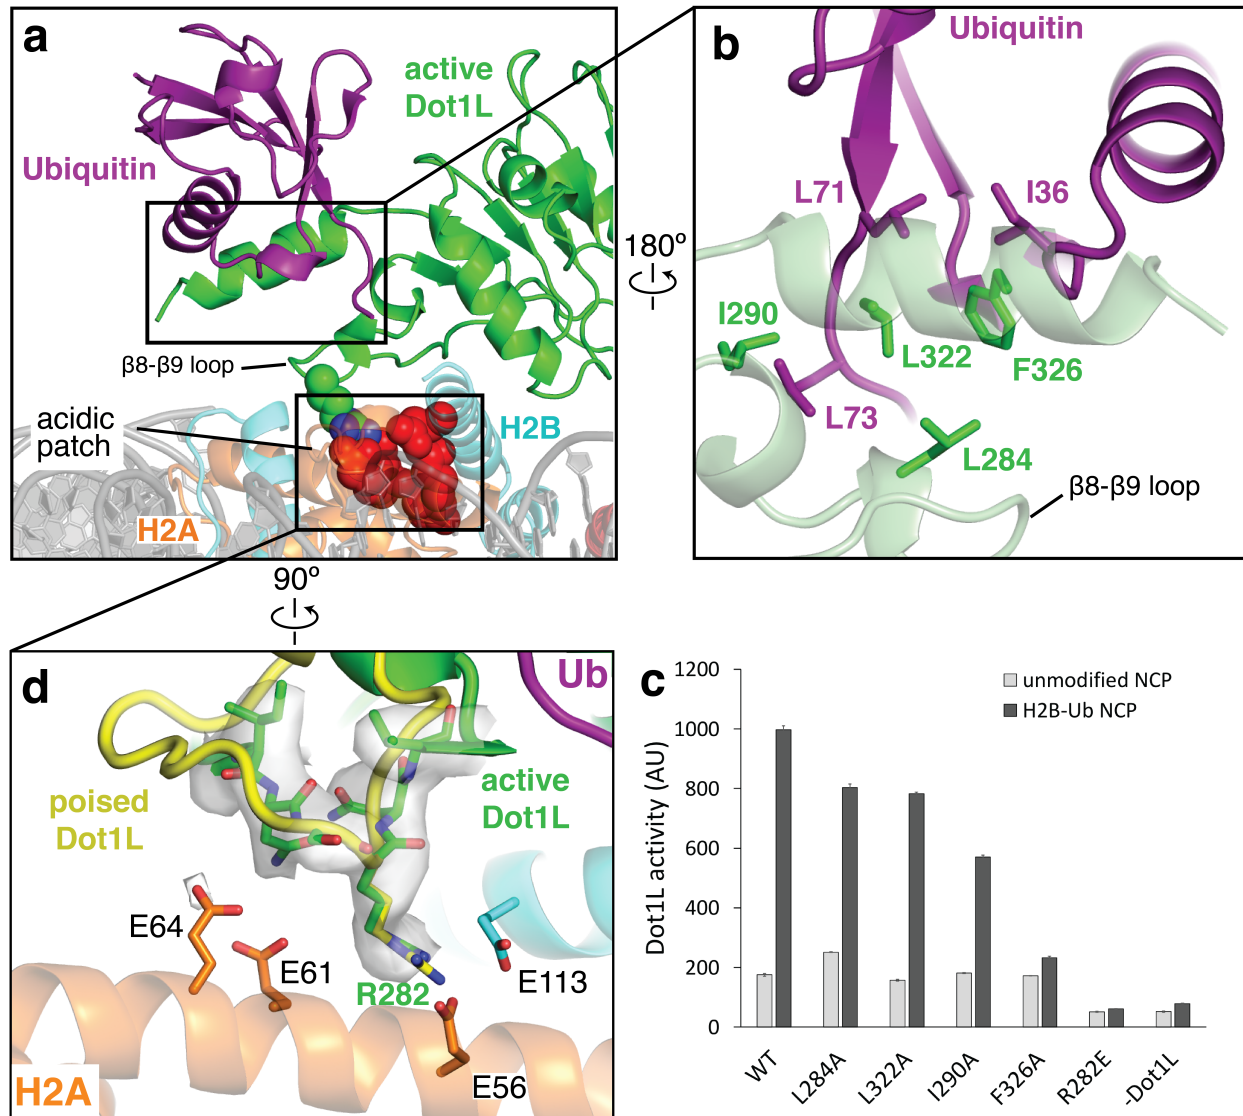 a
active
Dot1L
Ubiquitin
β8-β9 loop
acidic
patch
H2B
H2A
180º
b
Ubiquitin
L71
I36
I290
L322
F326
L73
L284
β8-β9 loop
90º
d
Ub
poised
Dot1L
active
Dot1L
E64
E61
R282
E113
E56
H2A
c
unmodified NCP
H2B-Ub NCP
Dot1L activity (AU)
1200
1000
800
600
400
200
0
WT
L284A
L322A
I290A
F326A
R282E
-Dot1L